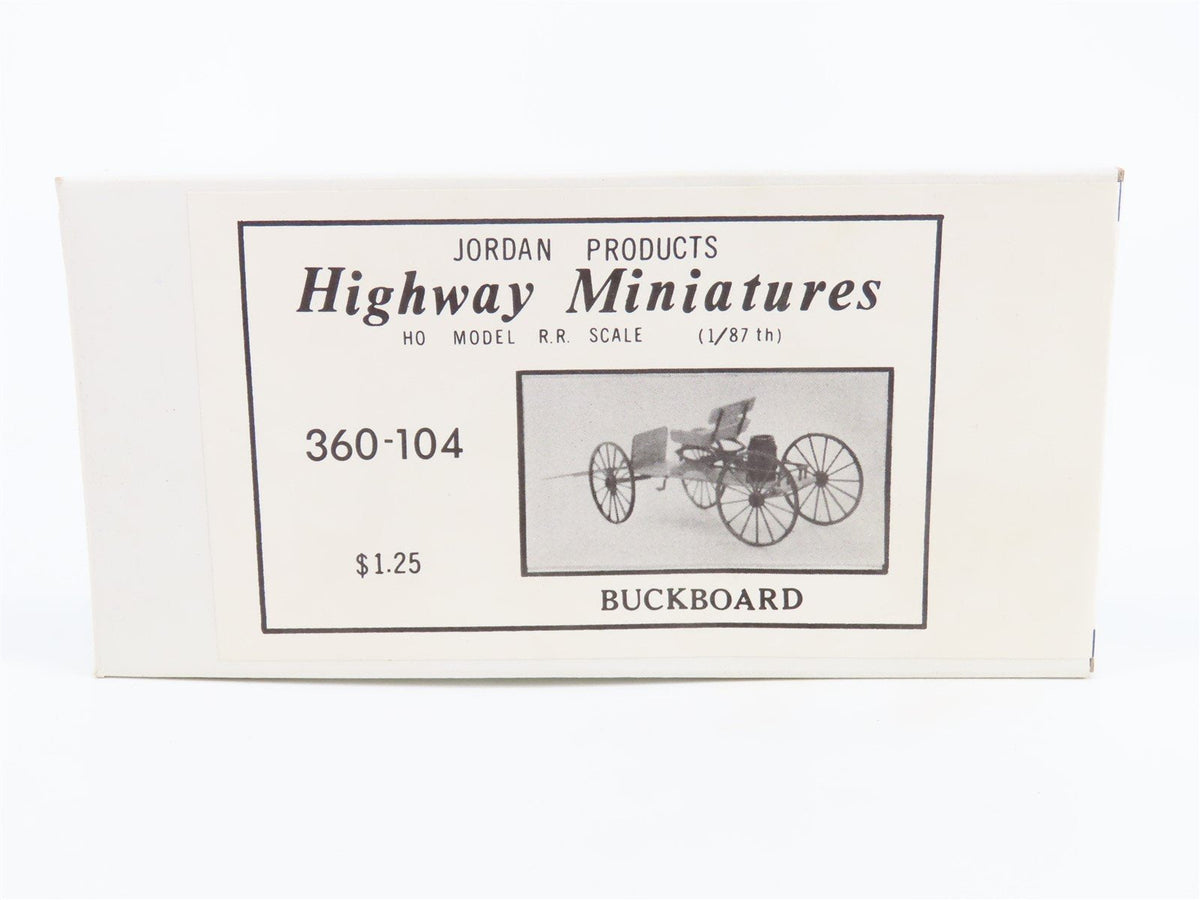 JORDAN PRODUCTS
Highway Miniatures
HO MODEL R.R. SCALE (1/87 th)
360-104
$1.25
BUCKBOARD